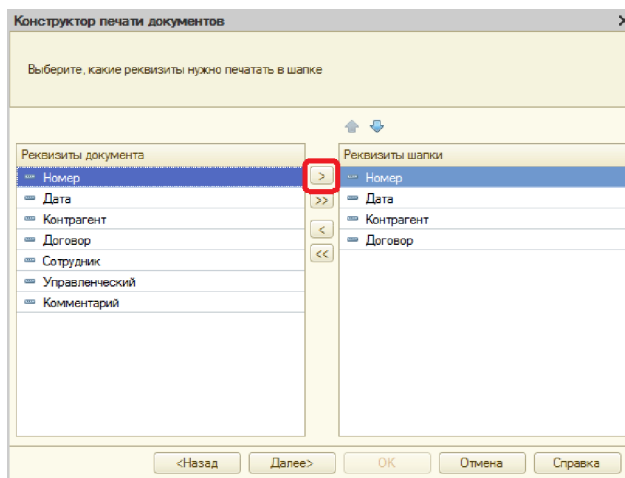 Конструктор печати документов
Выберите, какие реквизиты нужно печатать в шапке
Реквизиты документа
Номер
Дата
Контрагент
Договор
Сотрудник
Управленческий
Комментарий
>
>>
<
<<
Реквизиты шапки
Номер
Дата
Контрагент
Договор
<Назад Далее> OK Отмена Справка